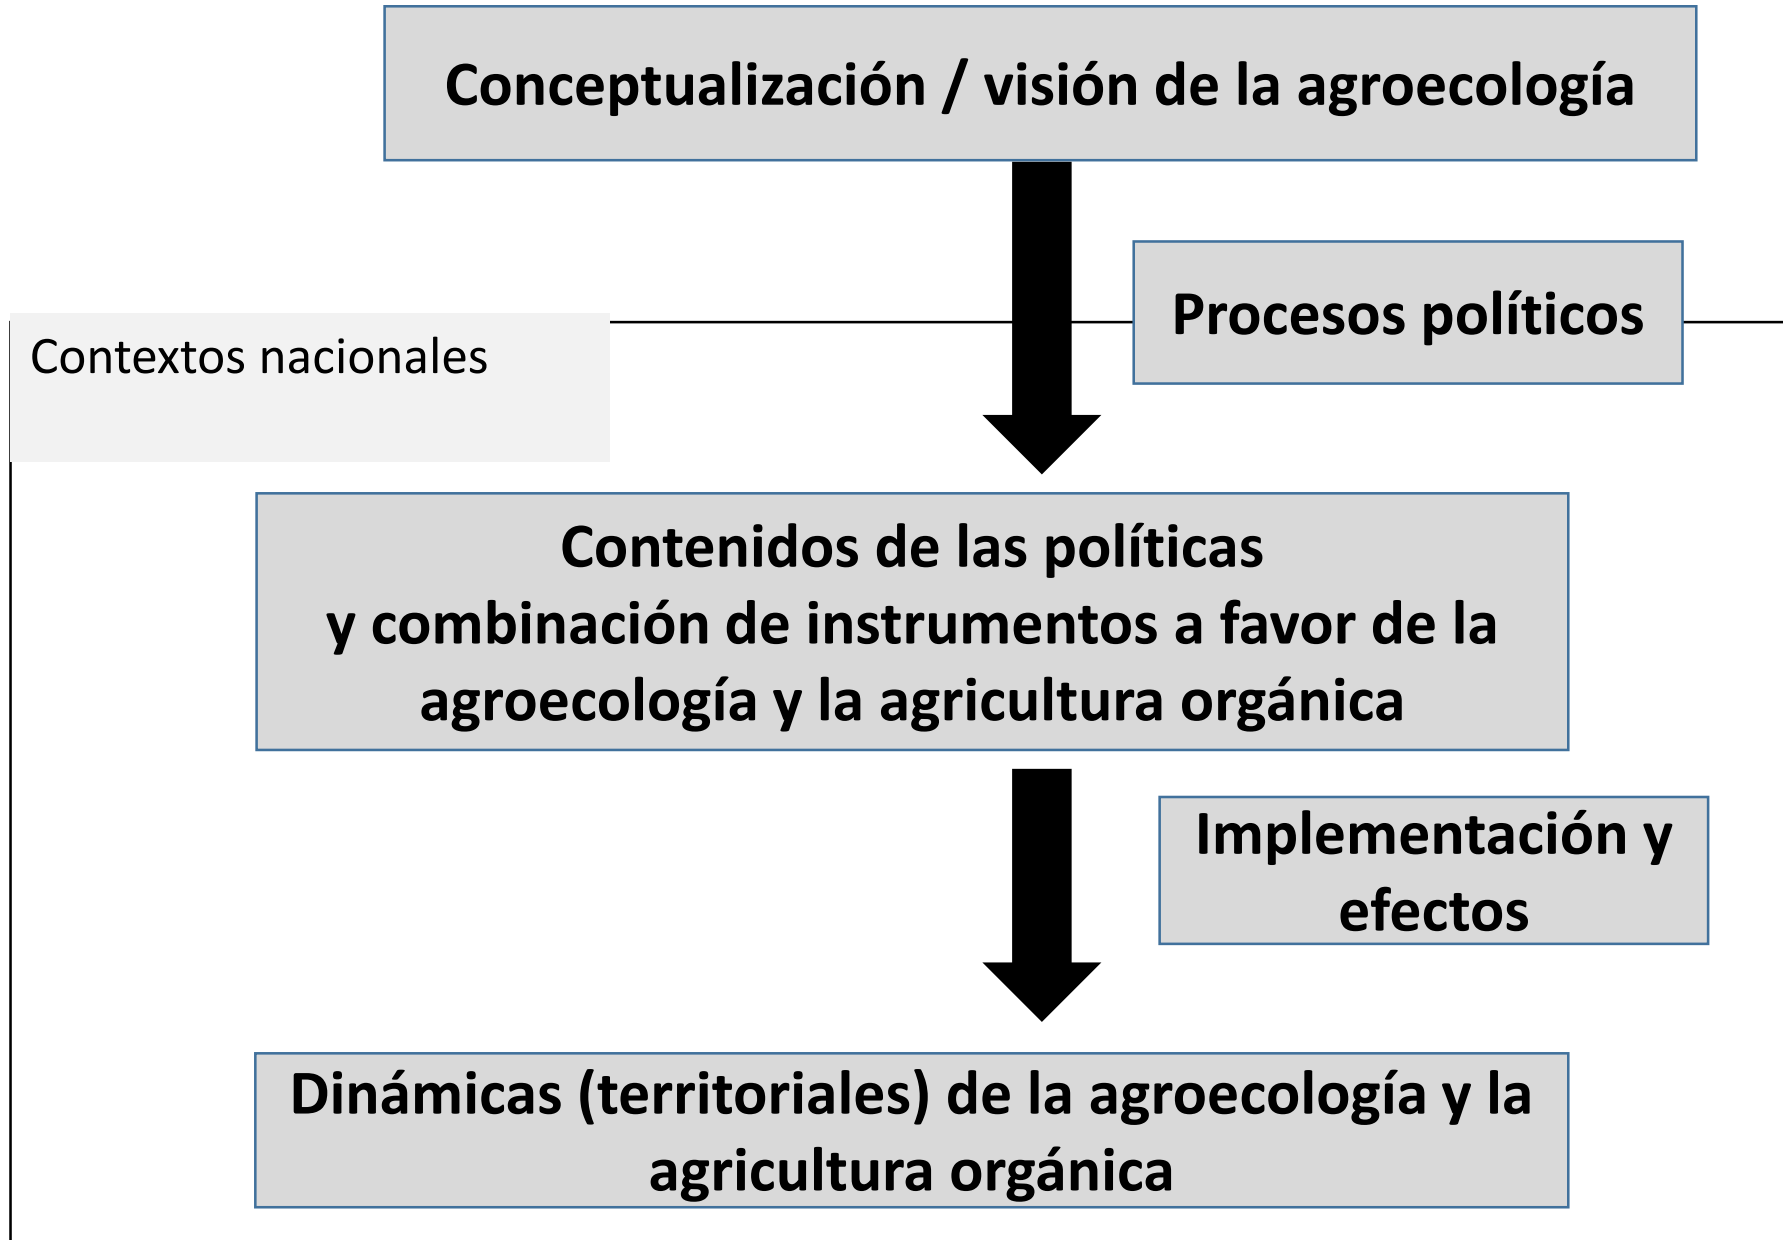 Conceptualización / visión de la agroecología
Procesos políticos
Contextos nacionales
Contenidos de las políticas
y combinación de instrumentos a favor de la
agroecología y la agricultura orgánica
Implementación y
efectos
Dinámicas (territoriales) de la agroecología y la
agricultura orgánica